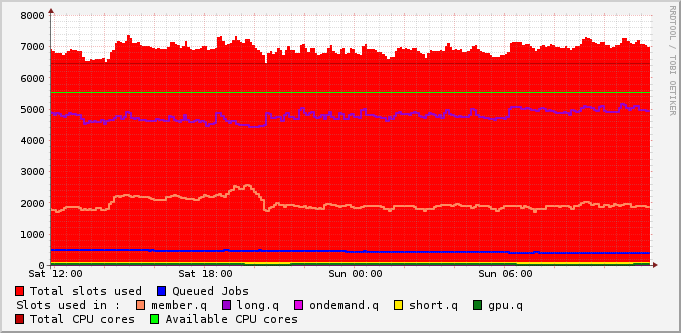 8000
7000
6000
5000
4000
3000
2000
1000
0
Sat 12:00 Sat 18:00 Sun 00:00 Sun 06:00
RRDTOOL / TOBI OETIKER
Total slots used Queued Jobs
Slots used in : member.q long.q ondemand.q short.q gpu.q
Total CPU cores Available CPU cores